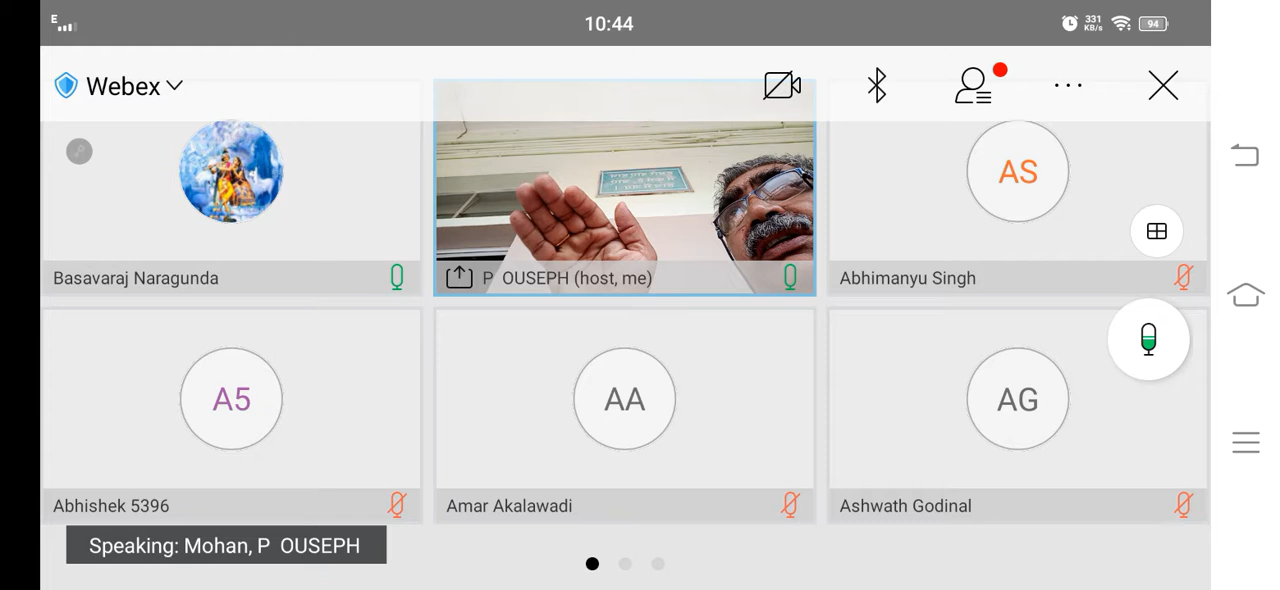 E
10:44
331
KB/s
94
Webex
AS
Basavaraj Naragunda
P OUSEPH (host, me)
Abhimanyu Singh
A5
AA
AG
Abhishek 5396
Amar Akalawadi
Ashwath Godinal
Speaking: Mohan, P OUSEPH